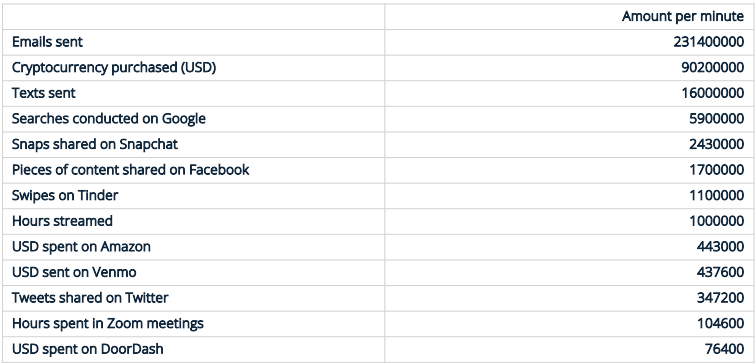 Amount per minute
Emails sent 231400000
Cryptocurrency purchased (USD) 90200000
Texts sent 16000000
Searches conducted on Google 5900000
Snaps shared on Snapchat 2430000
Pieces of content shared on Facebook 1700000
Swipes on Tinder 1100000
Hours streamed 1000000
USD spent on Amazon 443000
USD sent on Venmo 437600
Tweets shared on Twitter 347200
Hours spent in Zoom meetings 104600
USD spent on DoorDash 76400